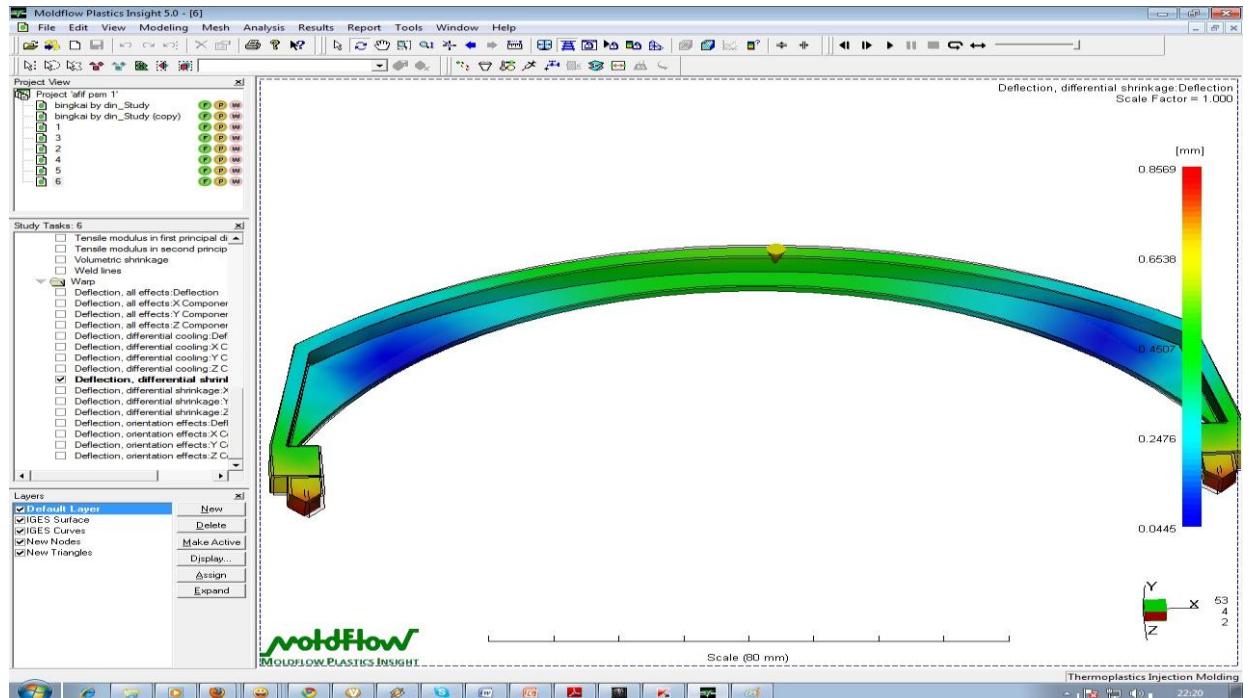 Moldflow Plastics Insight 5.0 - [6]
File Edit View Modeling Mesh Analysis Results Report Tools Window Help
Project View
Project 'afif psm 1'
bingkai by din_Study
bingkai by din_Study (copy)
1
3
2
4
5
6
Study Tasks: 6
Tensile modulus in first principal di
Tensile modulus in second princip
Volumetric shrinkage
Weld lines
Warp
Deflection, all effects:Deflection
Deflection, all effects:X Componer
Deflection, all effects:Y Componer
Deflection, all effects:Z Componer
Deflection, differential cooling:Def
Deflection, differential cooling:X C
Deflection, differential cooling:Y C
Deflection, differential cooling:Z C
Deflection, differential shrinl
Deflection, differential shrinkage:X
Deflection, differential shrinkage:Y
Deflection, differential shrinkage:Z
Deflection, orientation effects:Defl
Deflection, orientation effects:X C
Deflection, orientation effects:Y C
Deflection, orientation effects:Z C
Layers
Default Layer
IGES Surface
IGES Curves
New Nodes
New Triangles
New
Delete
Make Active
Display...
Assign
Expand
Deflection, differential shrinkage:Deflection
Scale Factor = 1.000
[mm]
0.8569
0.6538
0.4507
0.2476
0.0445
Y
X
Z
53
4
2
moldflow
MOLDFLOW PLASTICS INSIGHT
Scale (80 mm)
Thermoplastics Injection Molding
22:20